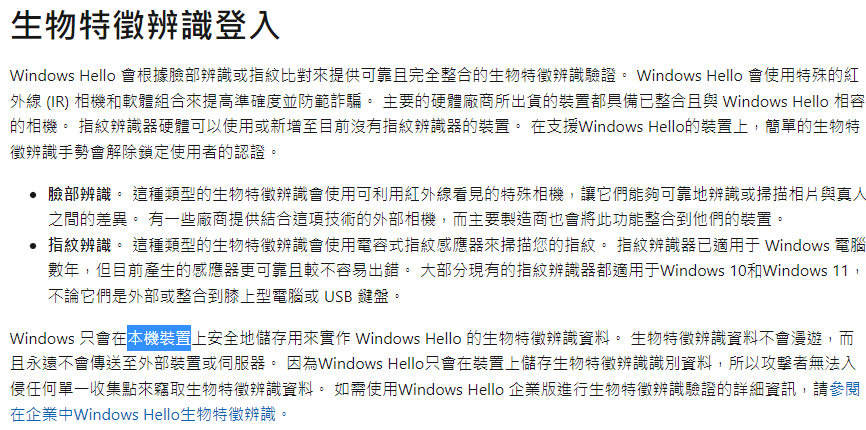 生物特徵辨識登入
Windows Hello 會根據臉部辨識或指紋比對來提供可靠且完全整合的生物特徵辨識驗證。 Windows Hello 會使用特殊的紅
外線 (IR) 相機和軟體組合來提高準確度並防範詐騙。 主要的硬體廠商所出貨的裝置都具備已整合且與 Windows Hello 相容
的相機。 指紋辨識器硬體可以使用或新增至目前沒有指紋辨識器的裝置。 在支援Windows Hello的裝置上，簡單的生物特
徵辨識手勢會解除鎖定使用者的認證。
• 臉部辨識。 這種類型的生物特徵辨識會使用可利用紅外線看見的特殊相機，讓它們能夠可靠地辨識或掃描相片與真人
之間的差異。 有一些廠商提供結合這項技術的外部相機，而主要製造商也會將此功能整合到他們的裝置。
• 指紋辨識。 這種類型的生物特徵辨識會使用電容式指紋感應器來掃描您的指紋。 指紋辨識器已適用于 Windows 電腦
數年，但目前產生的感應器更可靠且較不容易出錯。 大部分現有的指紋辨識器都適用于Windows 10和Windows 11，
不論它們是外部或整合到膝上型電腦或 USB 鍵盤。
Windows 只會在本機裝置上安全地儲存用來實作 Windows Hello 的生物特徵辨識資料。 生物特徵辨識資料不會漫遊，而
且永遠不會傳送至外部裝置或伺服器。 因為Windows Hello只會在裝置上儲存生物特徵辨識識別資料，所以攻擊者無法入
侵任何單一收集點來竊取生物特徵辨識資料。 如需使用Windows Hello 企業版進行生物特徵辨識驗證的詳細資訊，請參閱
在企業中Windows Hello生物特徵辨識。